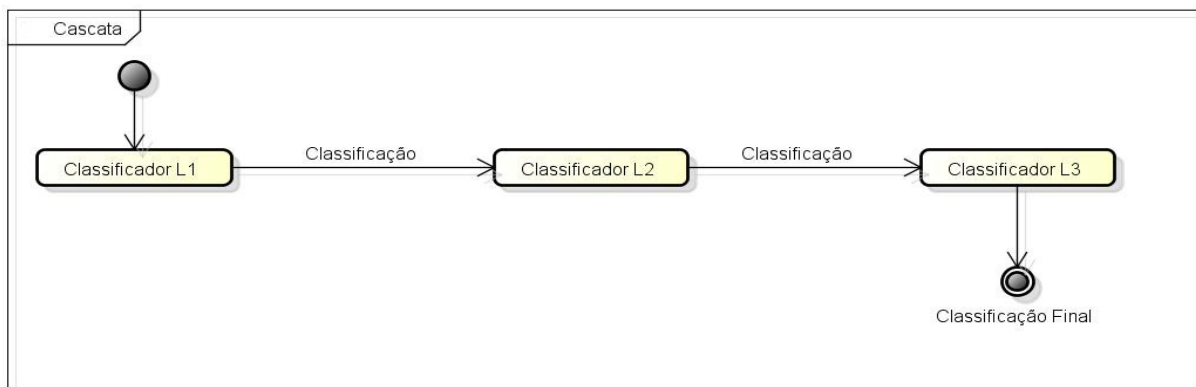 Cascata
Classificador L1
Classificação
Classificador L2
Classificação
Classificador L3
Classificação Final